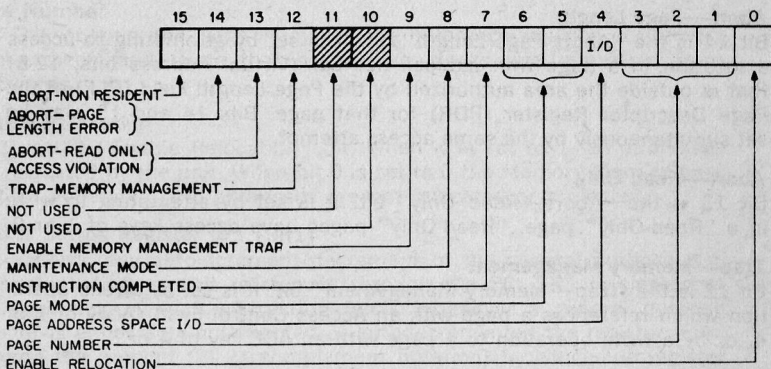 15 14 13 12 11 10 9 8 7 6 5 4 3 2 1 0
I/D
ABORT-NON RESIDENT
ABORT-PAGE
LENGTH ERROR
ABORT-READ ONLY
ACCESS VIOLATION
TRAP-MEMORY MANAGEMENT
NOT USED
NOT USED
ENABLE MEMORY MANAGEMENT TRAP
MAINTENANCE MODE
INSTRUCTION COMPLETED
PAGE MODE
PAGE ADDRESS SPACE I/D
PAGE NUMBER
ENABLE RELOCATION